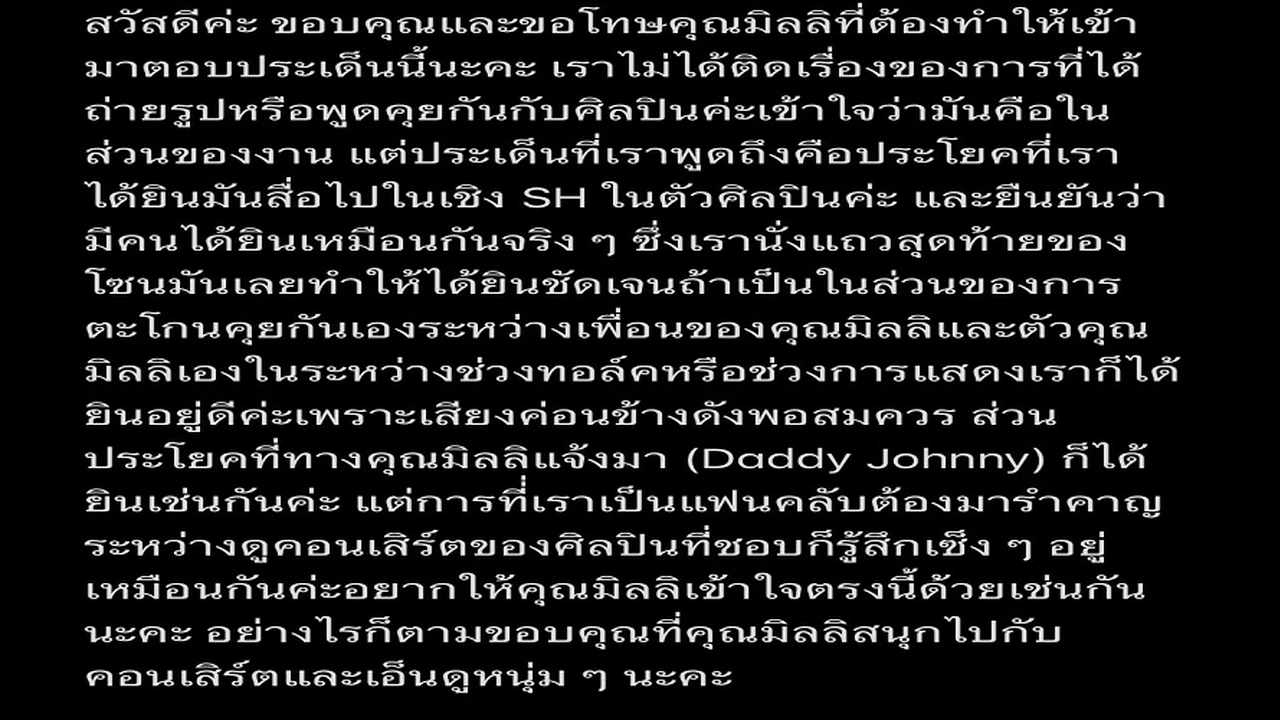 สวัสดีค่ะ ขอบคุณและขอโทษคุณมิลลิที่ต้องทำให้เข้า
มาตอบประเด็นนี้นะคะ เราไม่ได้ติดเรื่องของการที่ได้
ถ่ายรูปหรือพูดคุยกันกับศิลปินค่ะเข้าใจว่ามันคือใน
ส่วนของงาน แต่ประเด็นที่เราพูดถึงคือประโยคที่เรา
ได้ยินมันสื่อไปในเชิง SH ในตัวศิลปินค่ะ และยืนยันว่า
มีคนได้ยินเหมือนกันจริง ๆ ซึ่งเรานั่งแถวสุดท้ายของ
โซนมันเลยทำให้ได้ยินชัดเจนถ้าเป็นในส่วนของการ
ตะโกนคุยกันเองระหว่างเพื่อนของคุณมิลลิและตัวคุณ
มิลลิเองในระหว่างช่วงทอล์คหรือช่วงการแสดงเราก็ได้
ยินอยู่ดีค่ะเพราะเสียงค่อนข้างดังพอสมควร ส่วน
ประโยคที่ทางคุณมิลลิแจ้งมา (Daddy Johnny) ก็ได้
ยินเช่นกันค่ะ แต่การที่เราเป็นแฟนคลับต้องมารำคาญ
ระหว่างดูคอนเสิร์ตของศิลปินที่ชอบก็รู้สึกเซ็ง ๆ อยู่
เหมือนกันค่ะอยากให้คุณมิลลิเข้าใจตรงนี้ด้วยเช่นกัน
นะคะ อย่างไรก็ตามขอบคุณที่คุณมิลลิสนุกไปกับ
คอนเสิร์ตและเอ็นดูหนุ่ม ๆ นะคะ